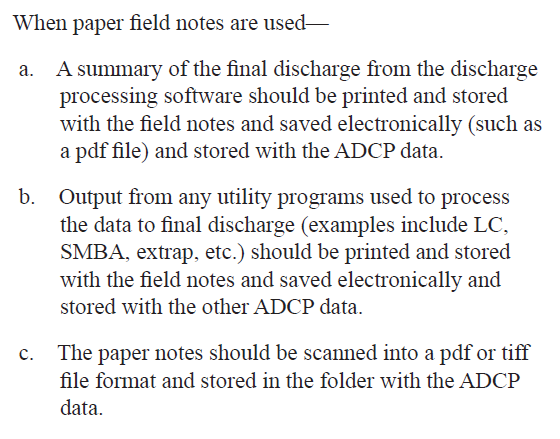 When paper field notes are used—
a. A summary of the final discharge from the discharge
processing software should be printed and stored
with the field notes and saved electronically (such as
a pdf file) and stored with the ADCP data.
b. Output from any utility programs used to process
the data to final discharge (examples include LC,
SMBA, extrap, etc.) should be printed and stored
with the field notes and saved electronically and
stored with the other ADCP data.
c. The paper notes should be scanned into a pdf or tiff
file format and stored in the folder with the ADCP
data.